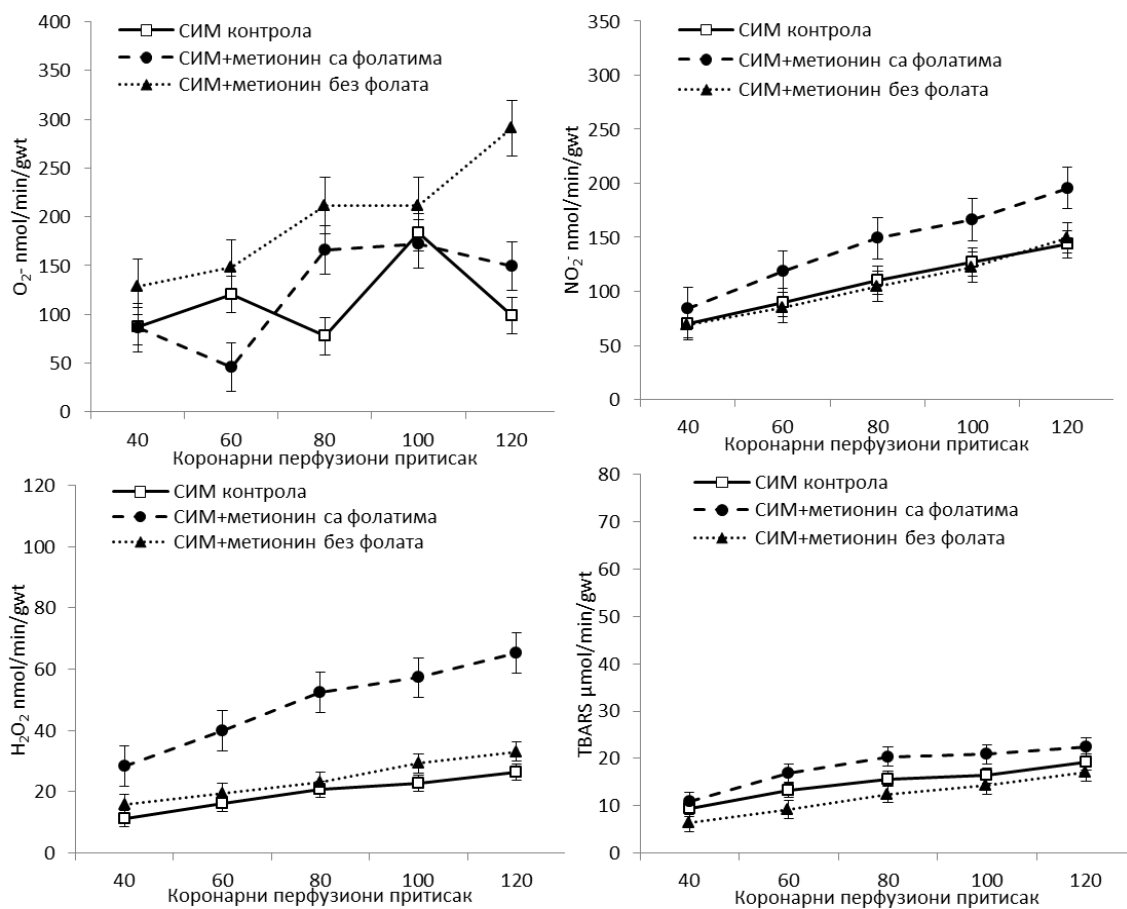 O₂- nmol/min/gwt
400
350
300
250
200
150
100
50
0
СИМ контрола
СИМ+метионин са фолатима
СИМ+метионин без фолата
40 60 80 100 120
Коронарни перфузиони притисак
NO₂- nmol/min/gwt
350
300
250
200
150
100
50
0
СИМ контрола
СИМ+метионин са фолатима
СИМ+метионин без фолата
40 60 80 100 120
Коронарни перфузиони притисак
H₂O₂ nmol/min/gwt
120
100
80
60
40
20
0
СИМ контрола
СИМ+метионин са фолатима
СИМ+метионин без фолата
40 60 80 100 120
Коронарни перфузиони притисак
TBARS μmol/min/gwt
80
70
60
50
40
30
20
10
0
СИМ контрола
СИМ+метионин са фолатима
СИМ+метионин без фолата
40 60 80 100 120
Коронарни перфузиони притисак